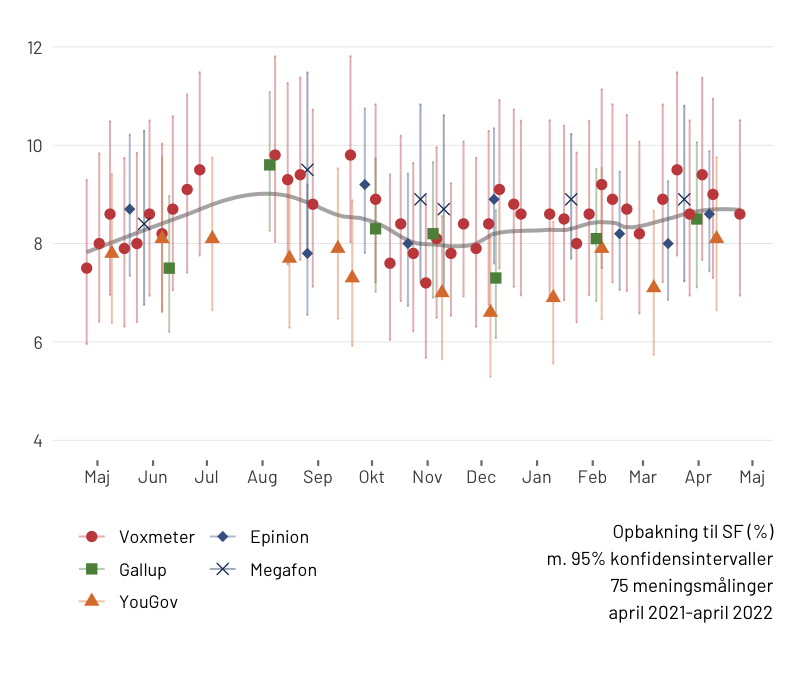 12
10
8
6
4
Maj Jun Jul Aug Sep Okt Nov Dec Jan Feb Mar Apr Maj
Voxmeter Epinion
Gallup Megafon
YouGov
Opbakning til SF (%)
m. 95% konfidensintervaller
75 meningsmålinger
april 2021-april 2022